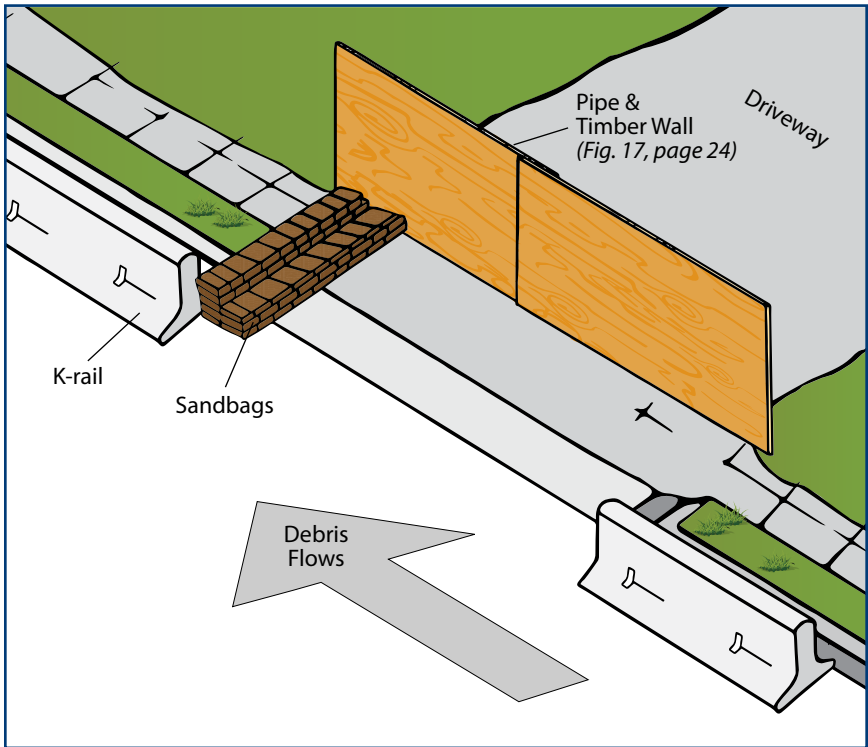 Pipe &
Timber Wall
(Fig. 17, page 24)
Driveway
K-rail
Sandbags
Debris
Flows